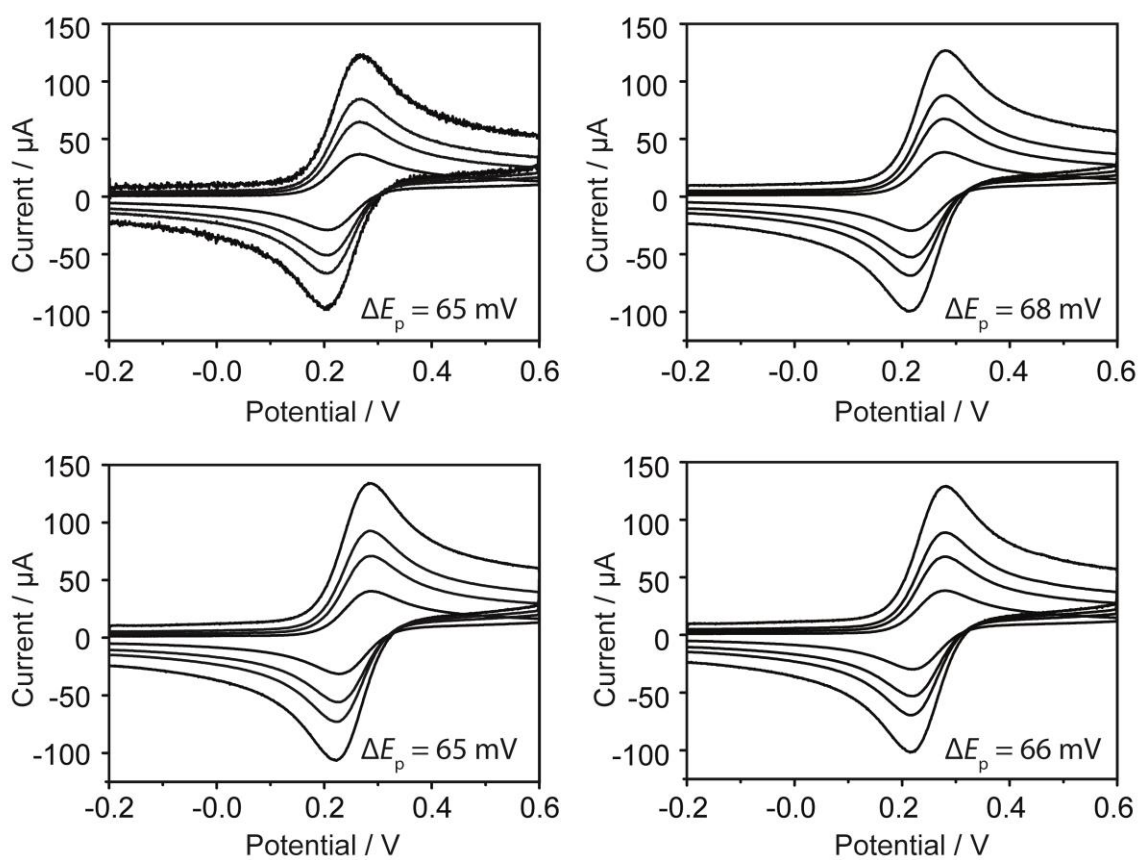 150
100
50
0
-50
-100
Current / µA
ΔEp = 65 mV
-0.2 -0.0 0.2 0.4 0.6
Potential / V
150
100
50
0
-50
-100
Current / µA
ΔEp = 68 mV
-0.2 0.0 0.2 0.4 0.6
Potential / V
150
100
50
0
-50
-100
Current / µA
ΔEp = 65 mV
-0.2 -0.0 0.2 0.4 0.6
Potential / V
150
100
50
0
-50
-100
Current / µA
ΔEp = 66 mV
-0.2 0.0 0.2 0.4 0.6
Potential / V